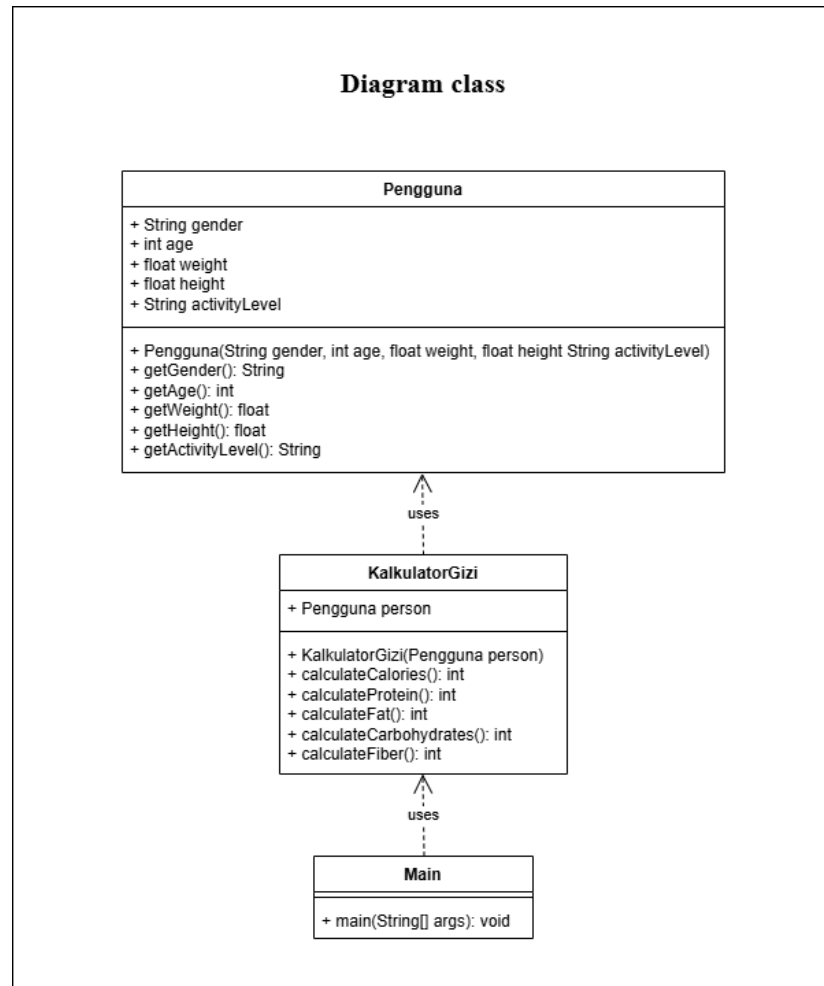 Diagram class
Pengguna
+ String gender
+ int age
+ float weight
+ float height
+ String activityLevel
+ Pengguna(String gender, int age, float weight, float height String activityLevel)
+ getGender(): String
+ getAge(): int
+ getWeight(): float
+ getHeight(): float
+ getActivityLevel(): String
uses
KalkulatorGizi
+ Pengguna person
+ KalkulatorGizi(Pengguna person)
+ calculateCalories(): int
+ calculateProtein(): int
+ calculateFat(): int
+ calculateCarbohydrates(): int
+ calculateFiber(): int
uses
Main
+ main(String[] args): void